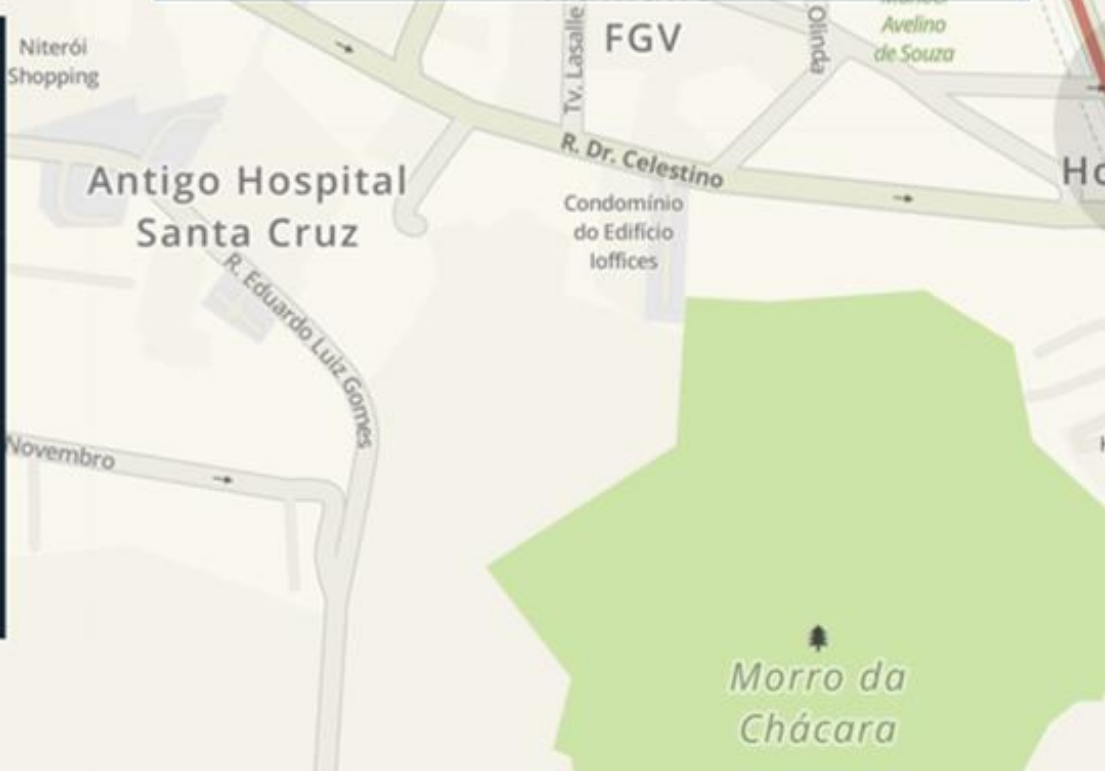 Niterói
Shopping
Tv. Lasalle
FGV
Olinda
Avelino
de Souza
R. Dr. Celestino
Antigo Hospital
Santa Cruz
Condomínio
do Edifício
Ioffices
R. Eduardo Luiz Gomes
Novembro
Morro da
Chácara